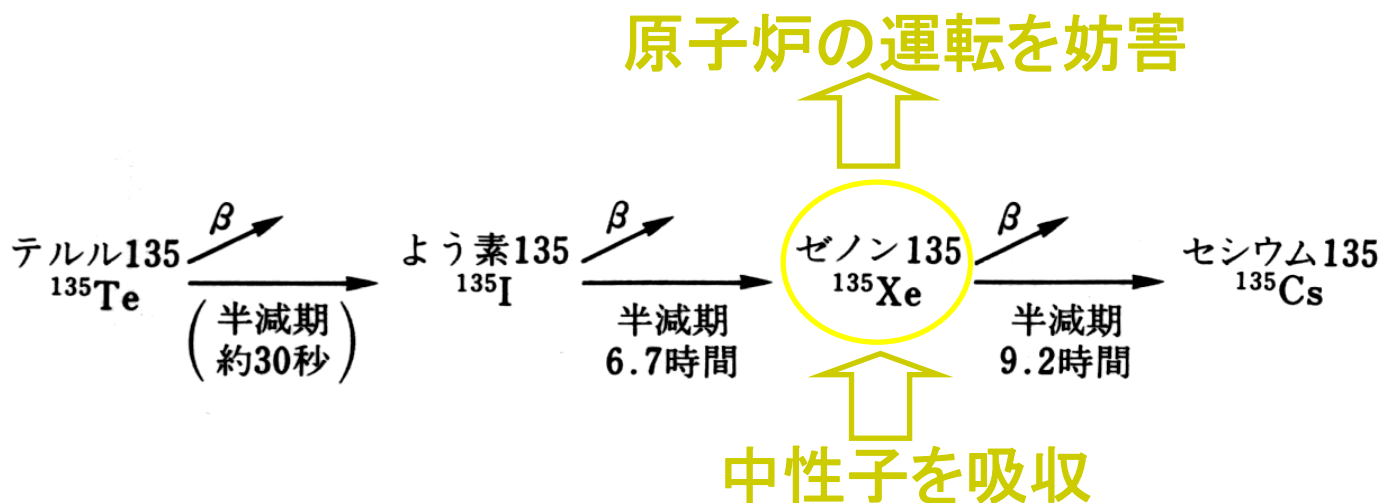 原子炉の運転を妨害
β β β
テルル135 よう素135 ゼノン135 セシウム135
¹³⁵Te ¹³⁵I ¹³⁵Xe ¹³⁵Cs
(半減期 半減期 半減期
約30秒) 6.7時間 9.2時間
中性子を吸収